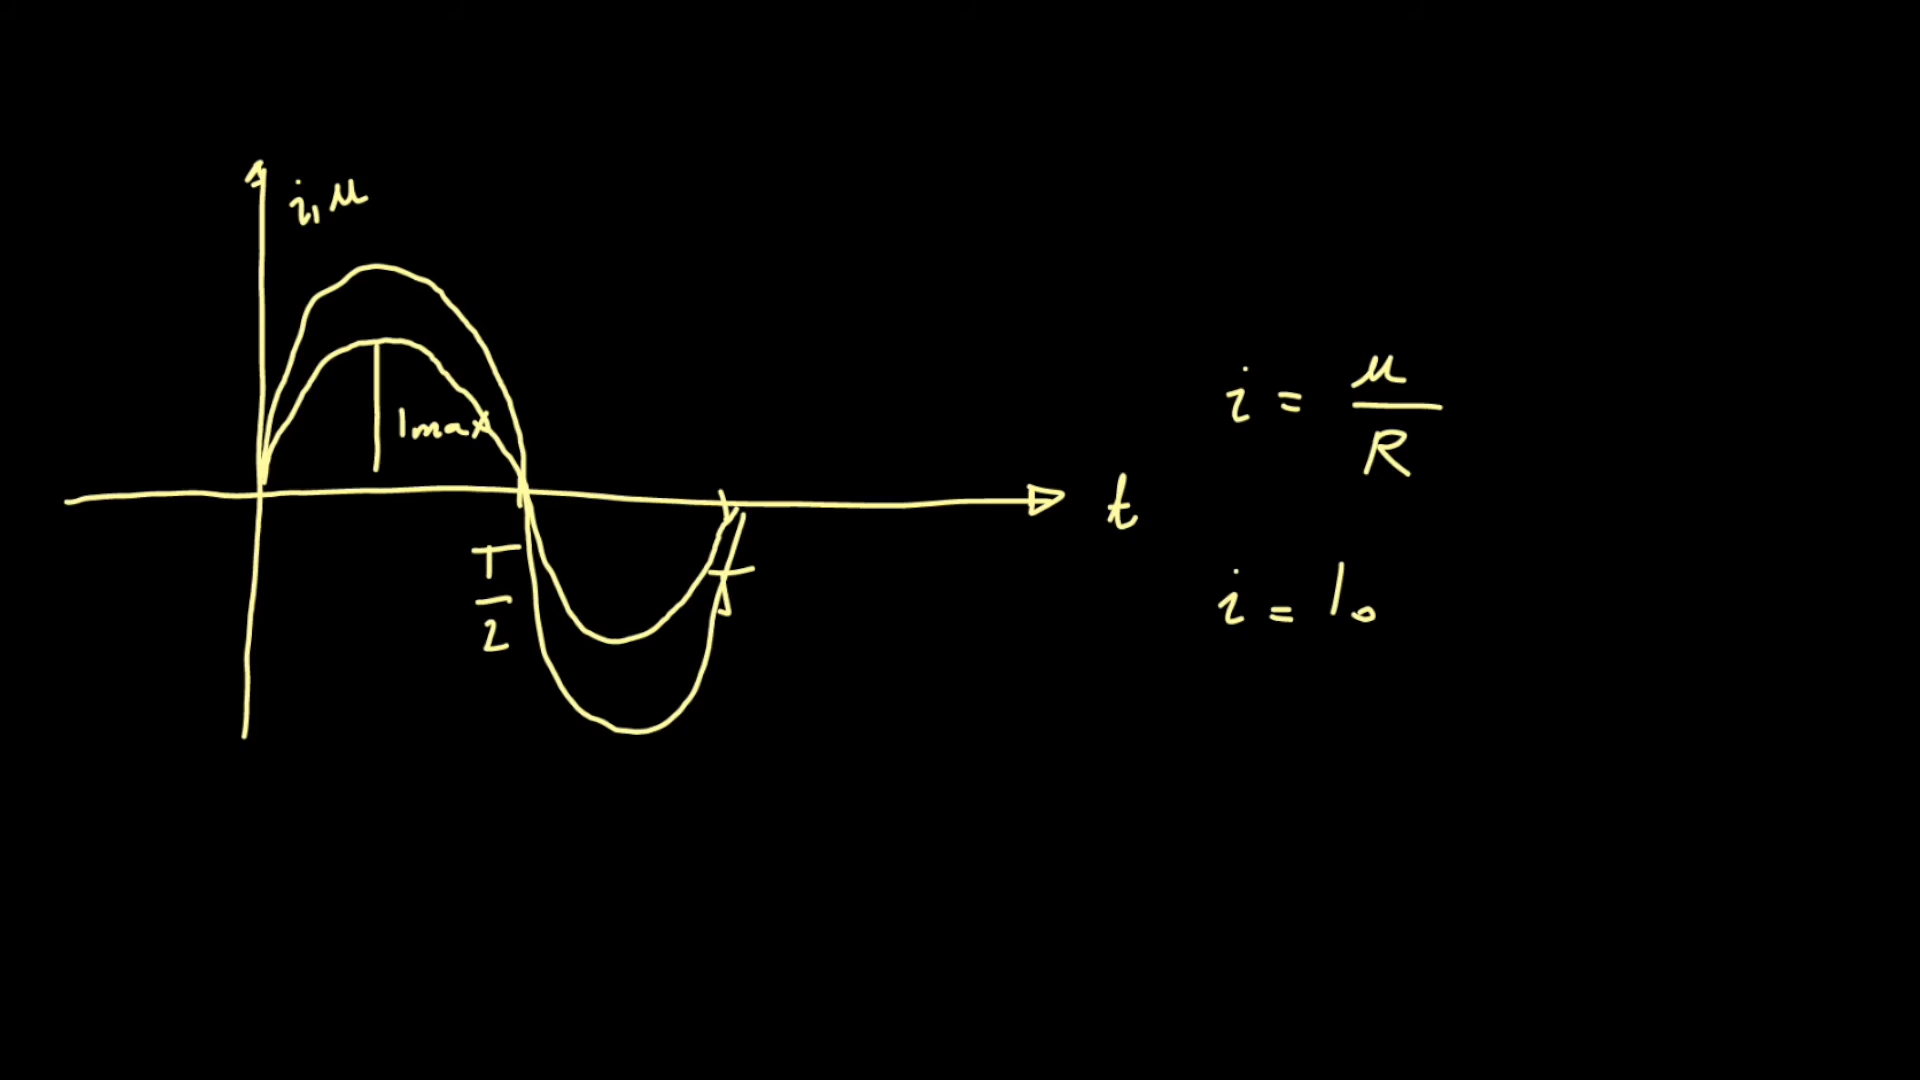 i, u
Imax
t
T
2
T
i = u
R
i = I0